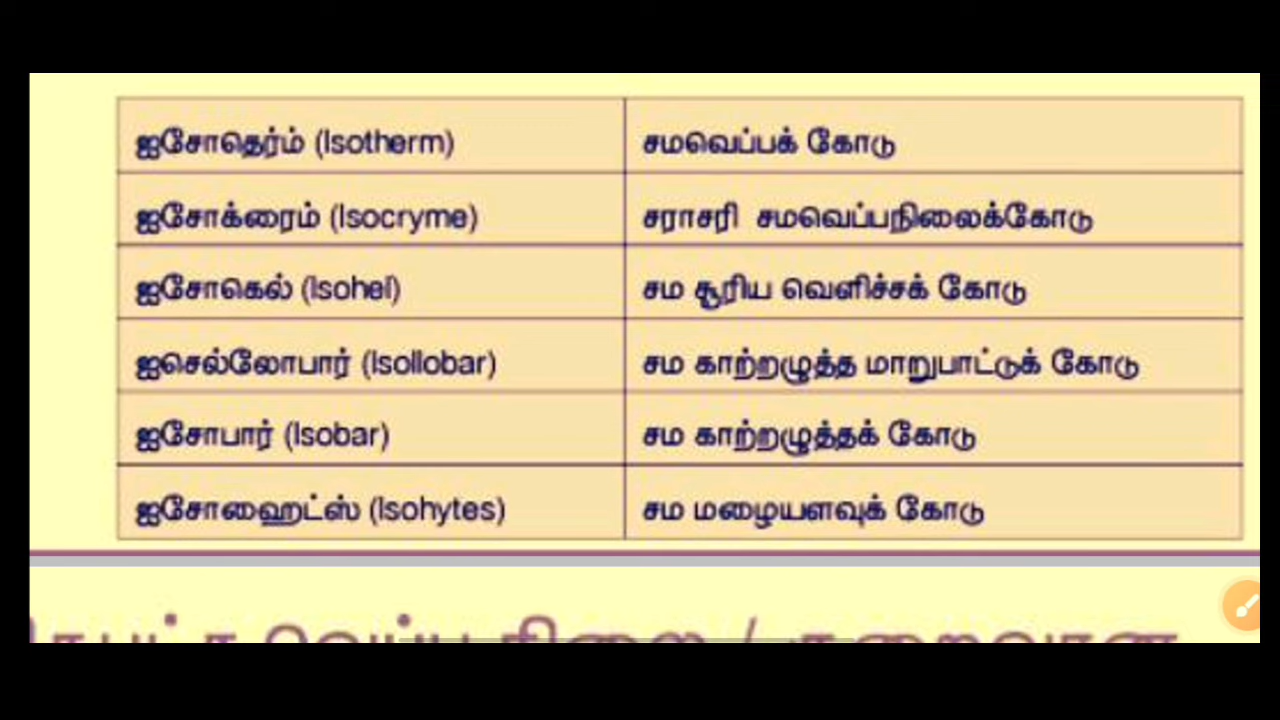 ஐசோதெர்ம் (Isotherm) சமவெப்பக் கோடு
ஐசோக்ரைம் (Isocryme) சராசரி சமவெப்பநிலைக்கோடு
ஐசோகெல் (Isohel) சம சூரிய வெளிச்சக் கோடு
ஐசெல்லோபார் (Isollobar) சம காற்றழுத்த மாறுபாட்டுக் கோடு
ஐசோபார் (Isobar) சம காற்றழுத்தக் கோடு
ஐசோஹைட்ஸ் (Isohytes) சம மழையளவுக் கோடு